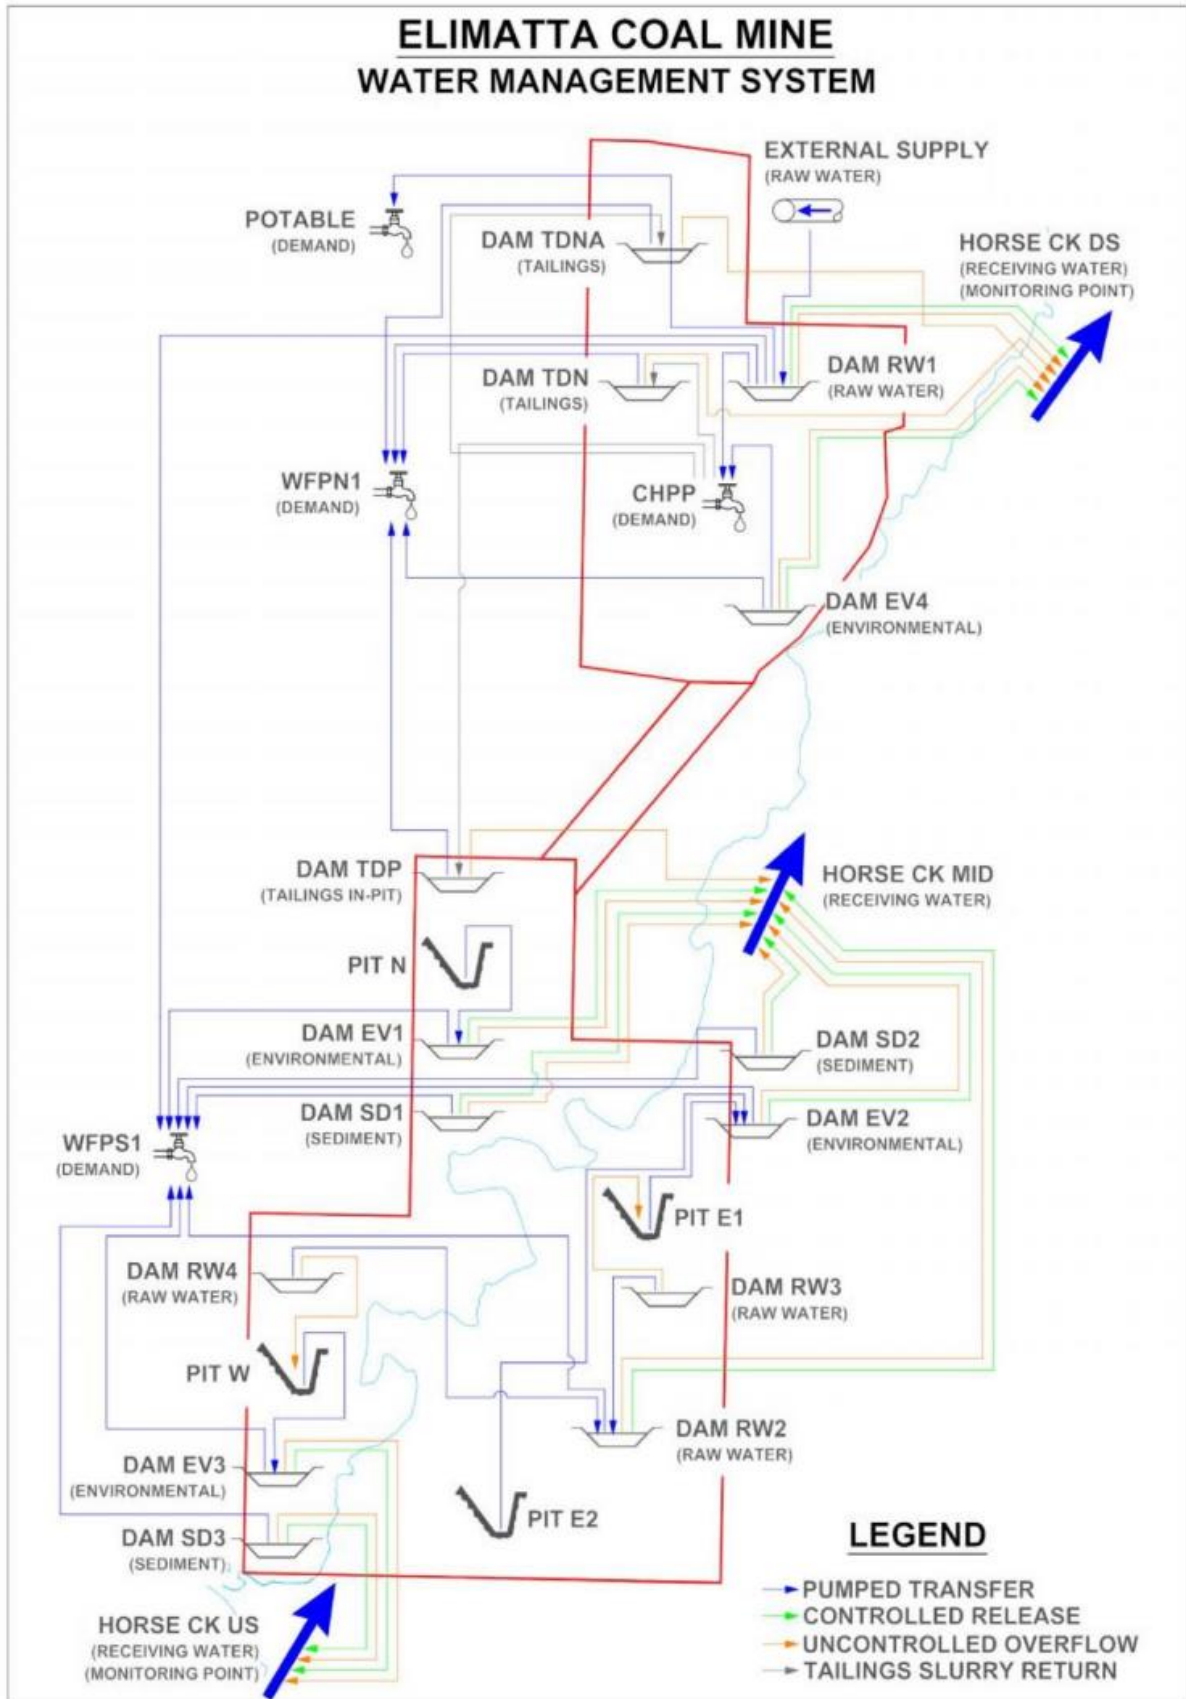 ELIMATTA COAL MINE
WATER MANAGEMENT SYSTEM
EXTERNAL SUPPLY
(RAW WATER)
POTABLE
(DEMAND)
DAM TDNA
(TAILINGS)
HORSE CK DS
(RECEIVING WATER)
(MONITORING POINT)
DAM TDN
(TAILINGS)
DAM RW1
(RAW WATER)
WFPN1
(DEMAND)
CHPP
(DEMAND)
DAM EV4
(ENVIRONMENTAL)
DAM TDP
(TAILINGS IN-PIT)
HORSE CK MID
(RECEIVING WATER)
PIT N
DAM EV1
(ENVIRONMENTAL)
DAM SD2
(SEDIMENT)
DAM SD1
(SEDIMENT)
DAM EV2
(ENVIRONMENTAL)
WFPS1
(DEMAND)
PIT E1
DAM RW4
(RAW WATER)
DAM RW3
(RAW WATER)
PIT W
DAM RW2
(RAW WATER)
DAM EV3
(ENVIRONMENTAL)
PIT E2
DAM SD3
(SEDIMENT)
HORSE CK US
(RECEIVING WATER)
(MONITORING POINT)
LEGEND
PUMPED TRANSFER
CONTROLLED RELEASE
UNCONTROLLED OVERFLOW
TAILINGS SLURRY RETURN